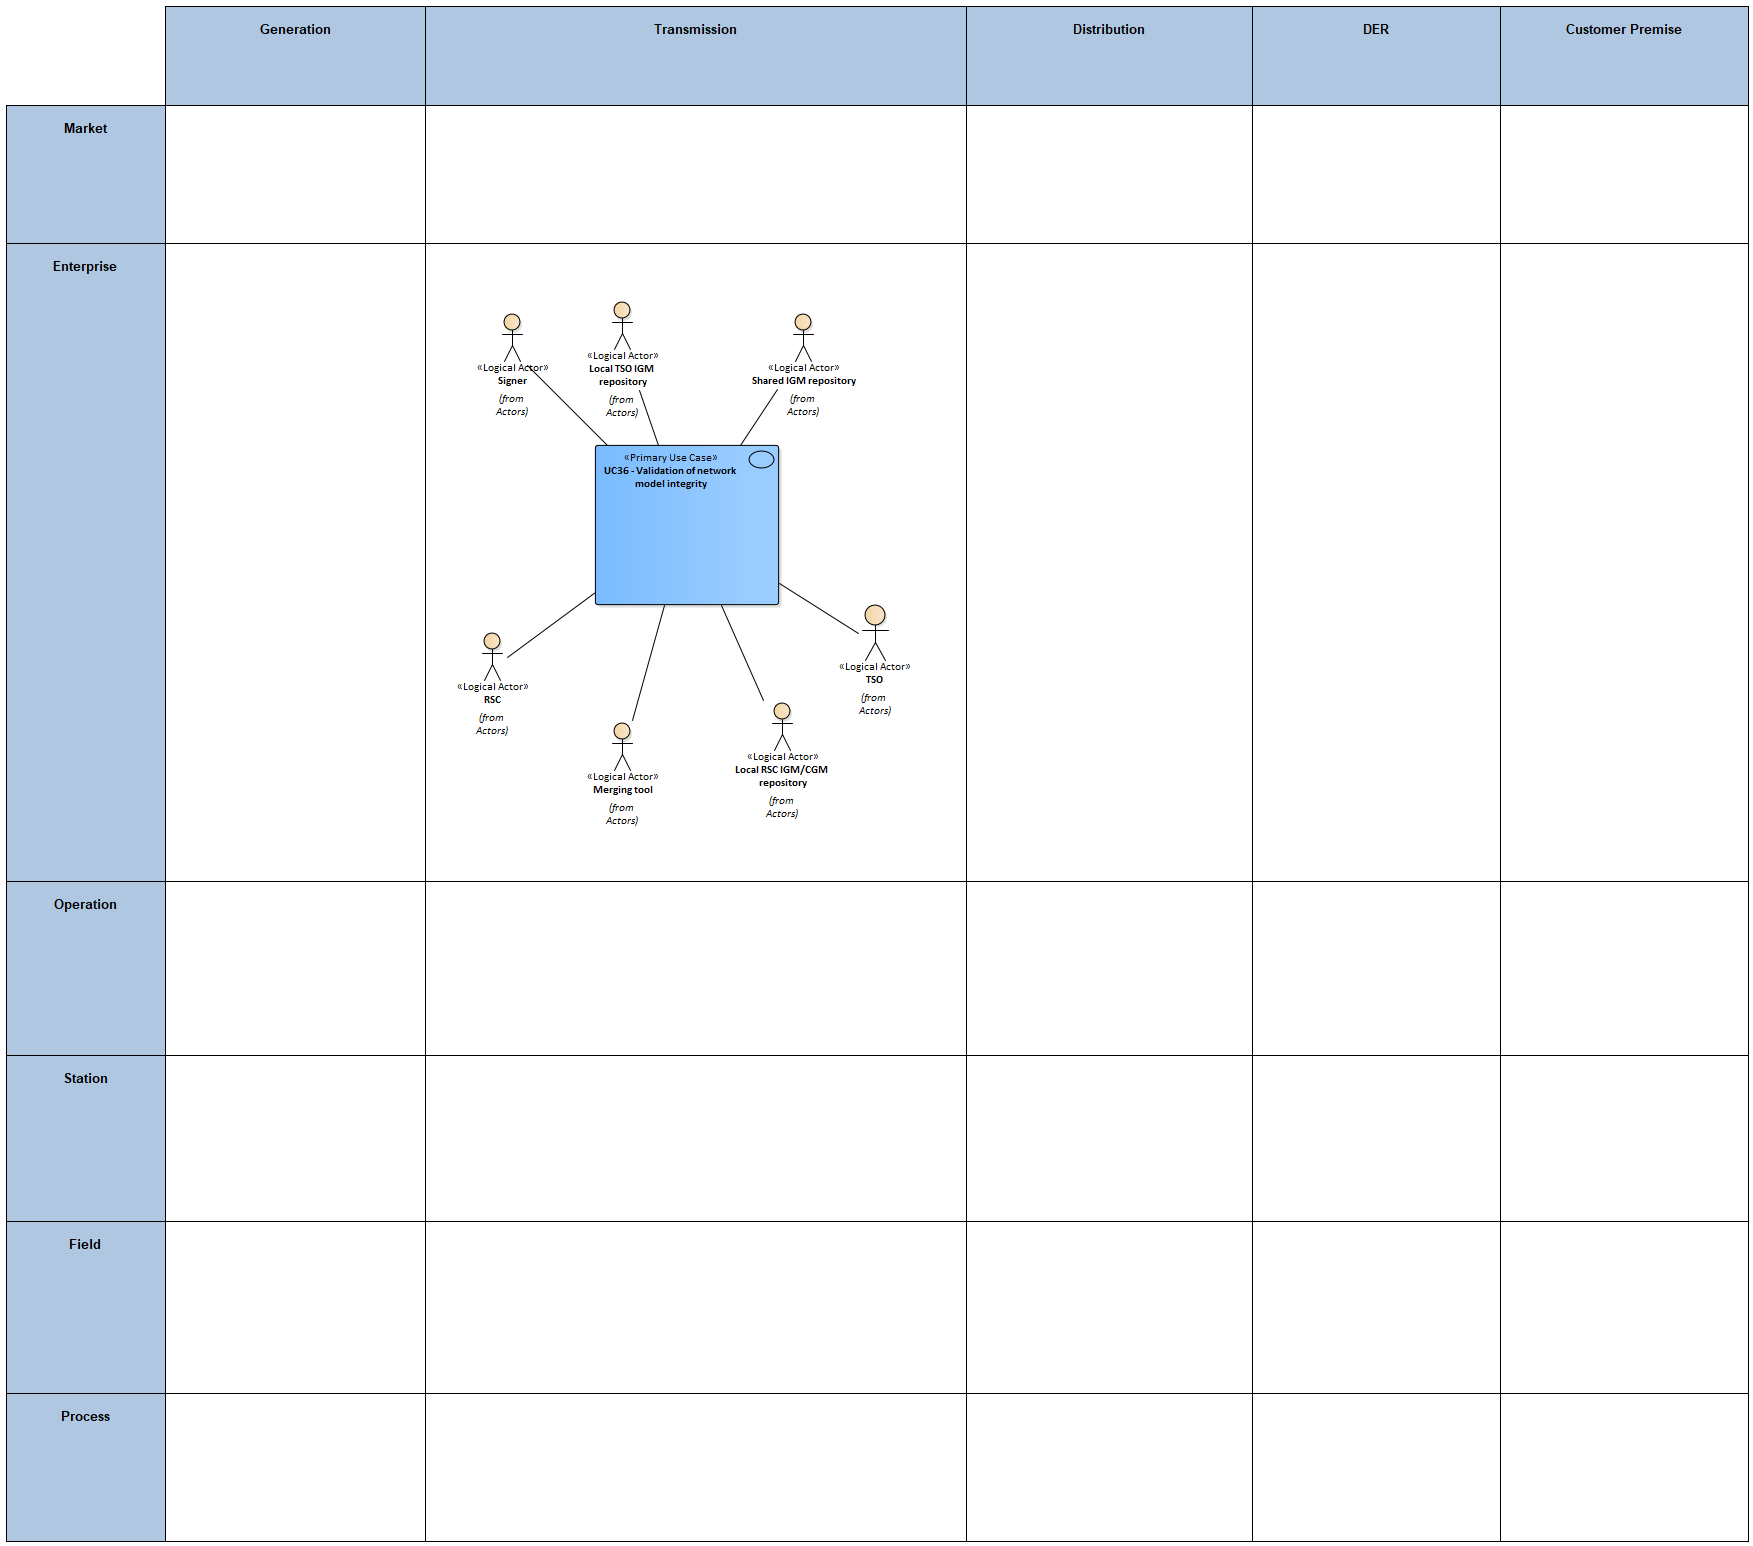 Generation
Transmission
Distribution
DER
Customer Premise
Market
Enterprise
«Logical Actor»
Signer
(from
Actors)
«Logical Actor»
Local TSO IGM
repository
(from
Actors)
«Logical Actor»
Shared IGM repository
(from
Actors)
«Primary Use Case»
UC36 - Validation of network
model integrity
«Logical Actor»
RSC
(from
Actors)
«Logical Actor»
Merging tool
(from
Actors)
«Logical Actor»
Local RSC IGM/CGM
repository
(from
Actors)
«Logical Actor»
TSO
(from
Actors)
Operation
Station
Field
Process